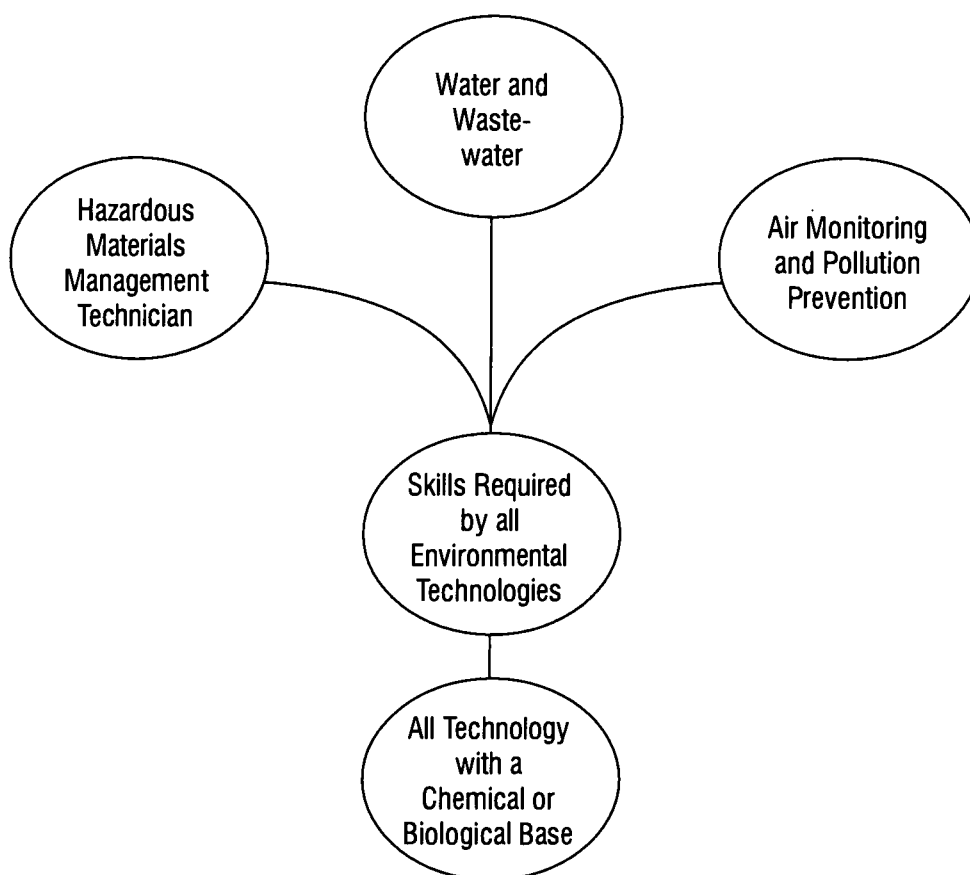 Water and
Waste-
water
Hazardous
Materials
Management
Technician
Air Monitoring
and Pollution
Prevention
Skills Required
by all
Environmental
Technologies
All Technology
with a
Chemical or
Biological Base